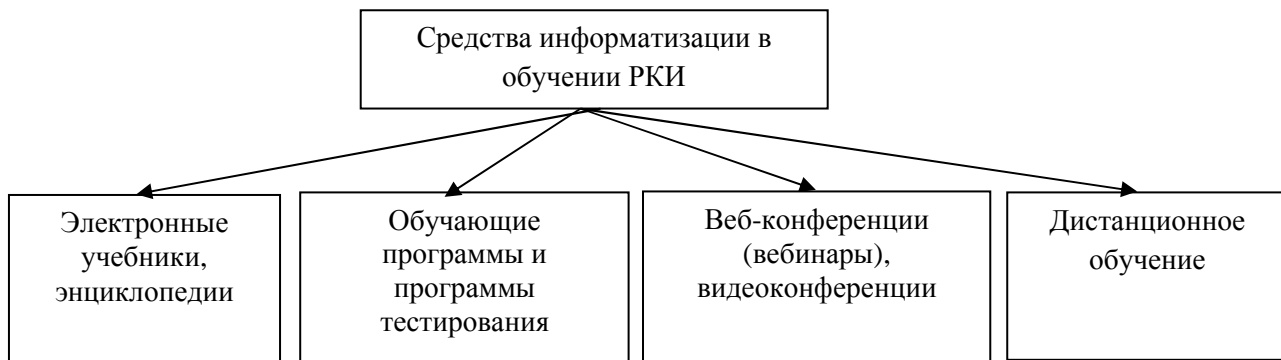 Средства информатизации в
обучении РКИ
Электронные
учебники,
энциклопедии
Обучающие
программы и
программы
тестирования
Веб-конференции
(вебинары),
видеоконференции
Дистанционное
обучение